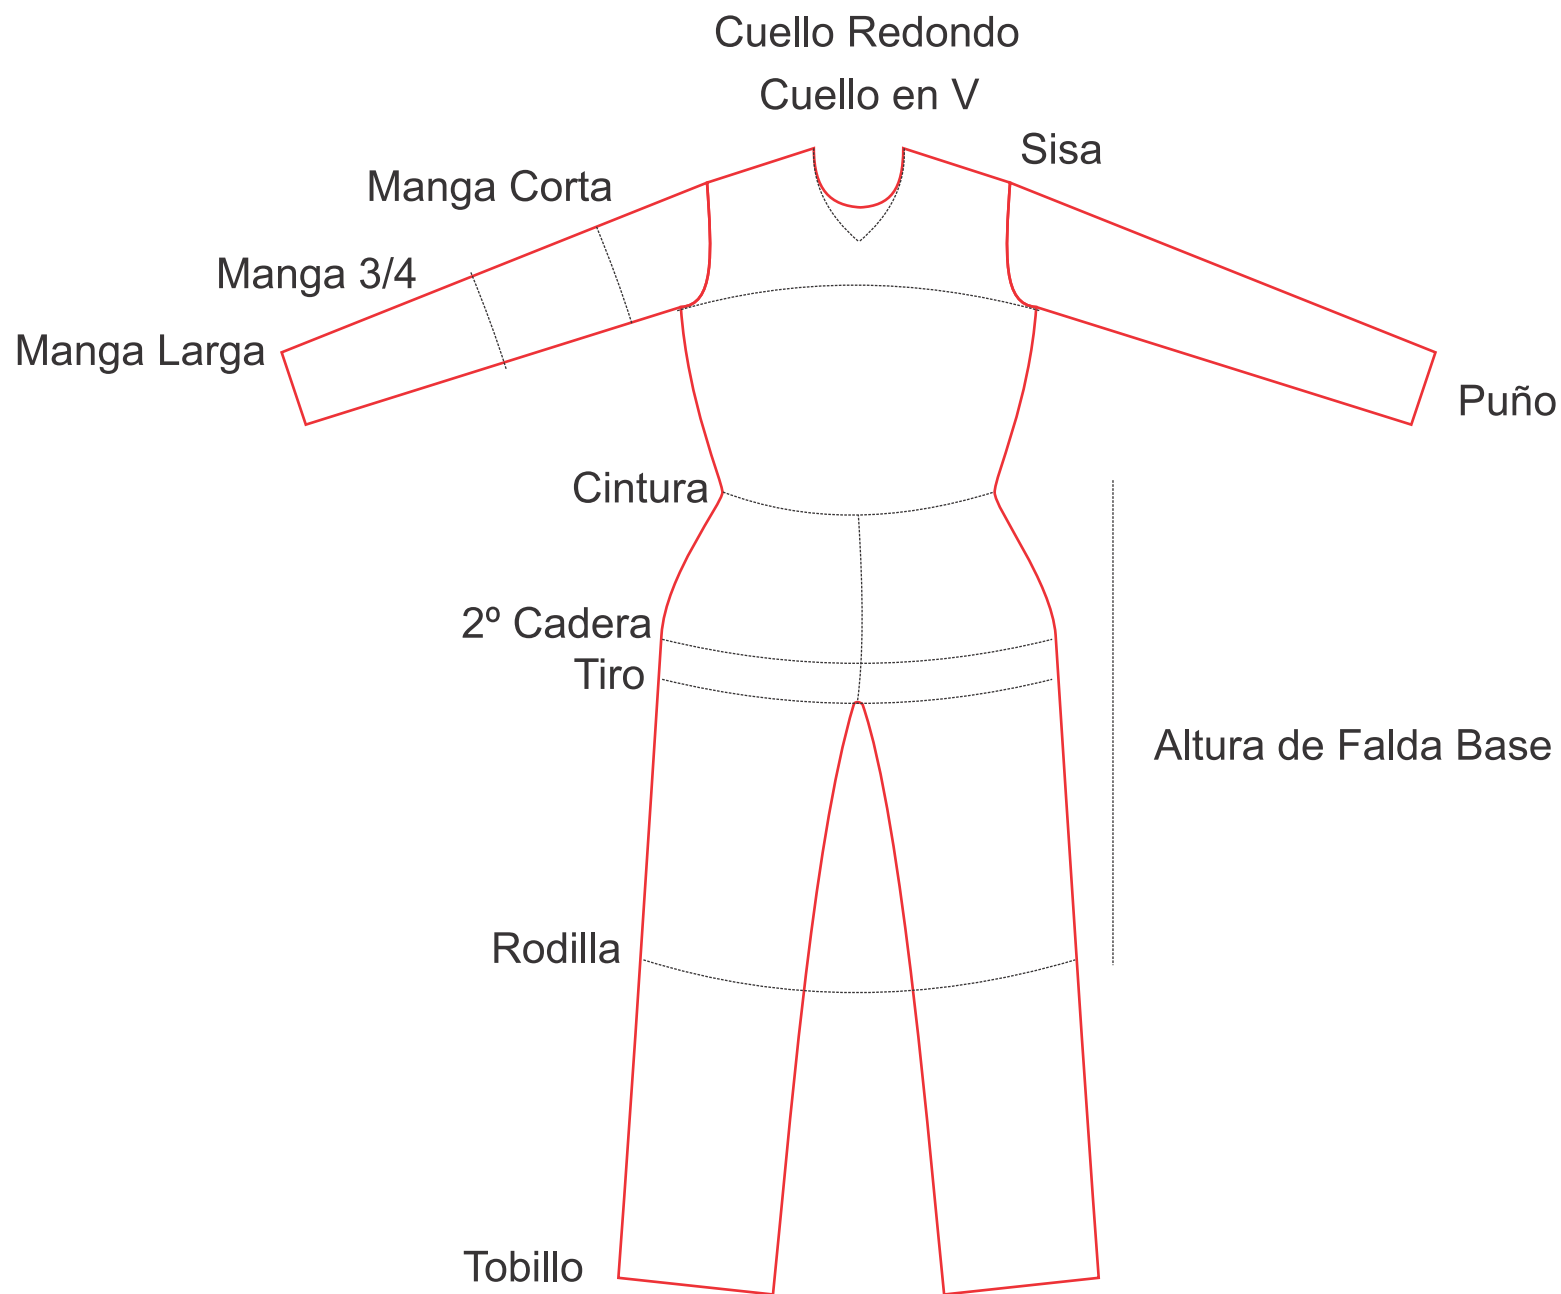 Cuello Redondo
Cuello en V
Sisa
Manga Corta
Manga 3/4
Manga Larga
Puño
Cintura
2º Cadera
Tiro
Altura de Falda Base
Rodilla
Tobillo